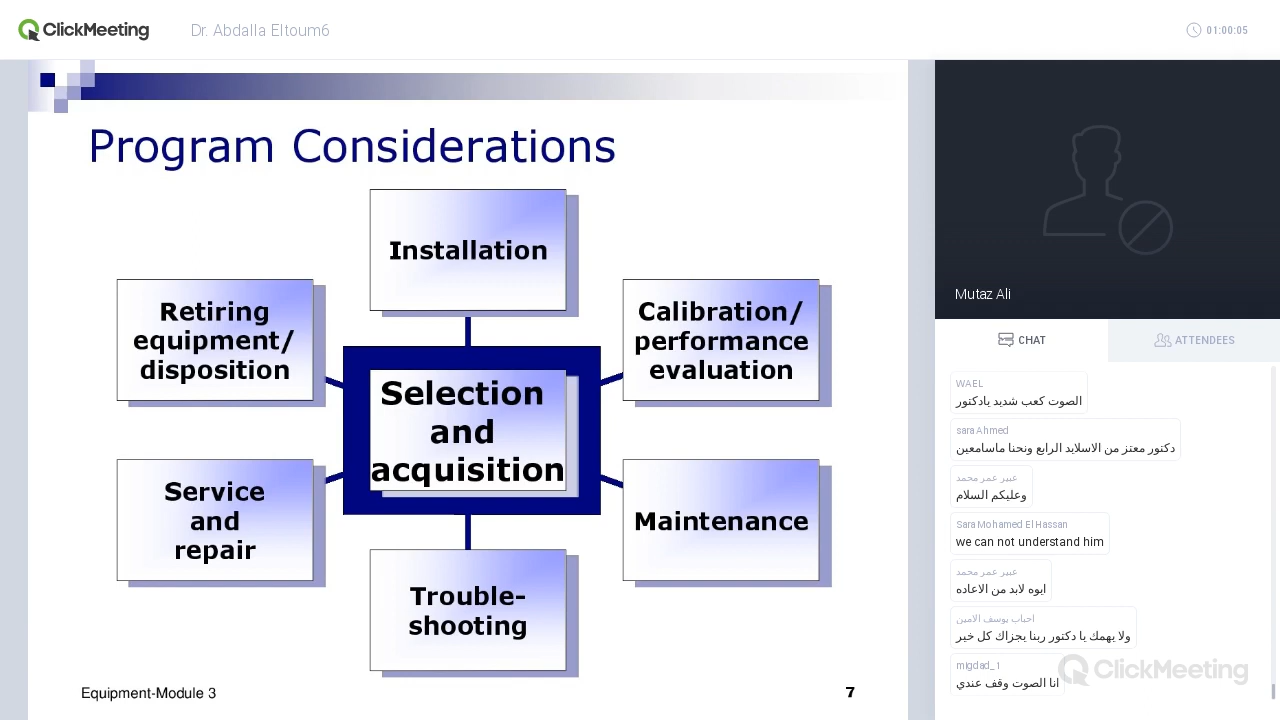 ClickMeeting
Dr. Abdalla Eltoum6
01:00:05
Program Considerations
Installation
Retiring
equipment/
disposition
Calibration/
performance
evaluation
Selection
and
acquisition
Service
and
repair
Maintenance
Trouble-
shooting
Equipment-Module 3
7
Mutaz Ali
CHAT
ATTENDEES
WAEL
الصوت كعب شديد يادكتور
sara Ahmed
دكتور معتز من الاسلايد الرابع ونحنا ماسامعين
عبير عمر محمد
وعليكم السلام
Sara Mohamed El Hassan
we can not understand him
عبير عمر محمد
ايوه لابد من الاعاده
احباب يوسف الامين
ولا يهمك يا دكتور ربنا يجزاك كل خير
migdad_1
انا الصوت وقف عندي
ClickMeeting